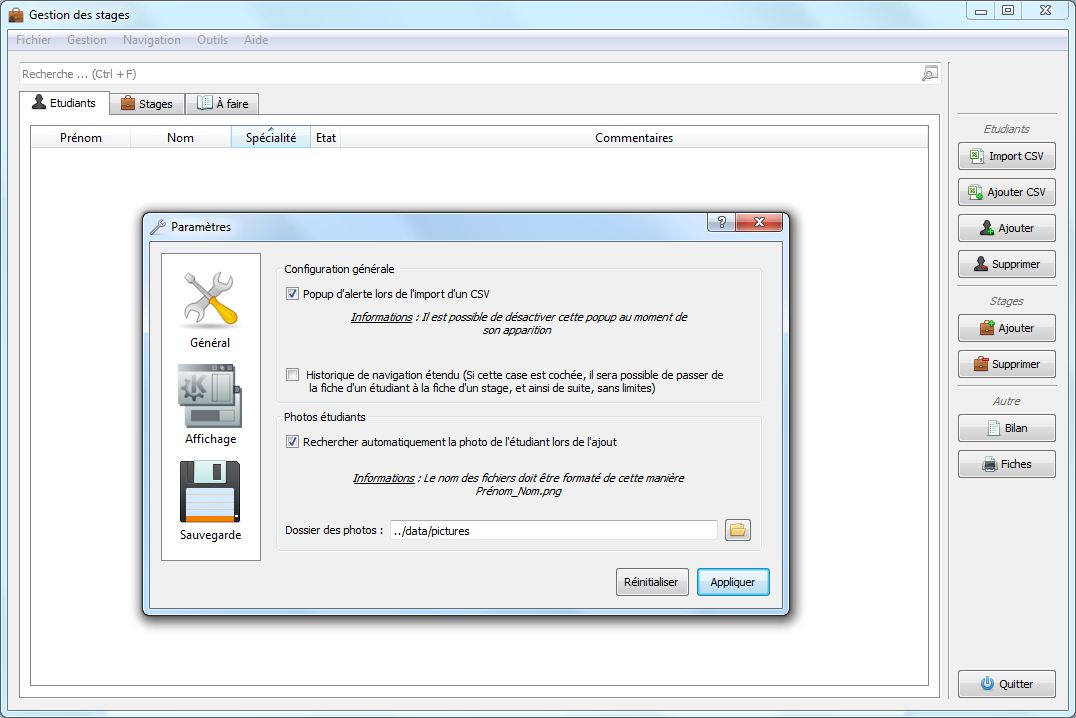 Gestion des stages
Fichier Gestion Navigation Outils Aide
Recherche ... (Ctrl + F)
Etudiants Stages À faire
Prénom Nom Spécialité Etat Commentaires
Etudiants
Import CSV
Ajouter CSV
Ajouter
Supprimer
Stages
Ajouter
Supprimer
Autre
Bilan
Fiches
Quitter
Paramètres
Général
Affichage
Sauvegarde
Configuration générale
Popup d'alerte lors de l'import d'un CSV
Informations : Il est possible de désactiver cette popup au moment de
son apparition
Historique de navigation étendu (Si cette case est cochée, il sera possible de passer de
la fiche d'un étudiant à la fiche d'un stage, et ainsi de suite, sans limites)
Photos étudiants
Rechercher automatiquement la photo de l'étudiant lors de l'ajout
Informations : Le nom des fichiers doit être formaté de cette manière
Prénom_Nom.png
Dossier des photos : ../data/pictures
Réinitialiser Appliquer